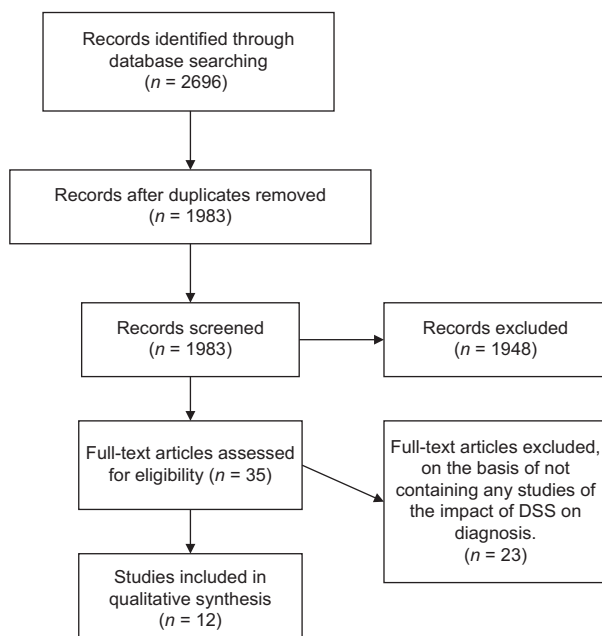 Records identified through
database searching
(n = 2696)
Records after duplicates removed
(n = 1983)
Records screened
(n = 1983)
Records excluded
(n = 1948)
Full-text articles assessed
for eligibility (n = 35)
Full-text articles excluded,
on the basis of not
containing any studies of
the impact of DSS on
diagnosis.
(n = 23)
Studies included in
qualitative synthesis
(n = 12)